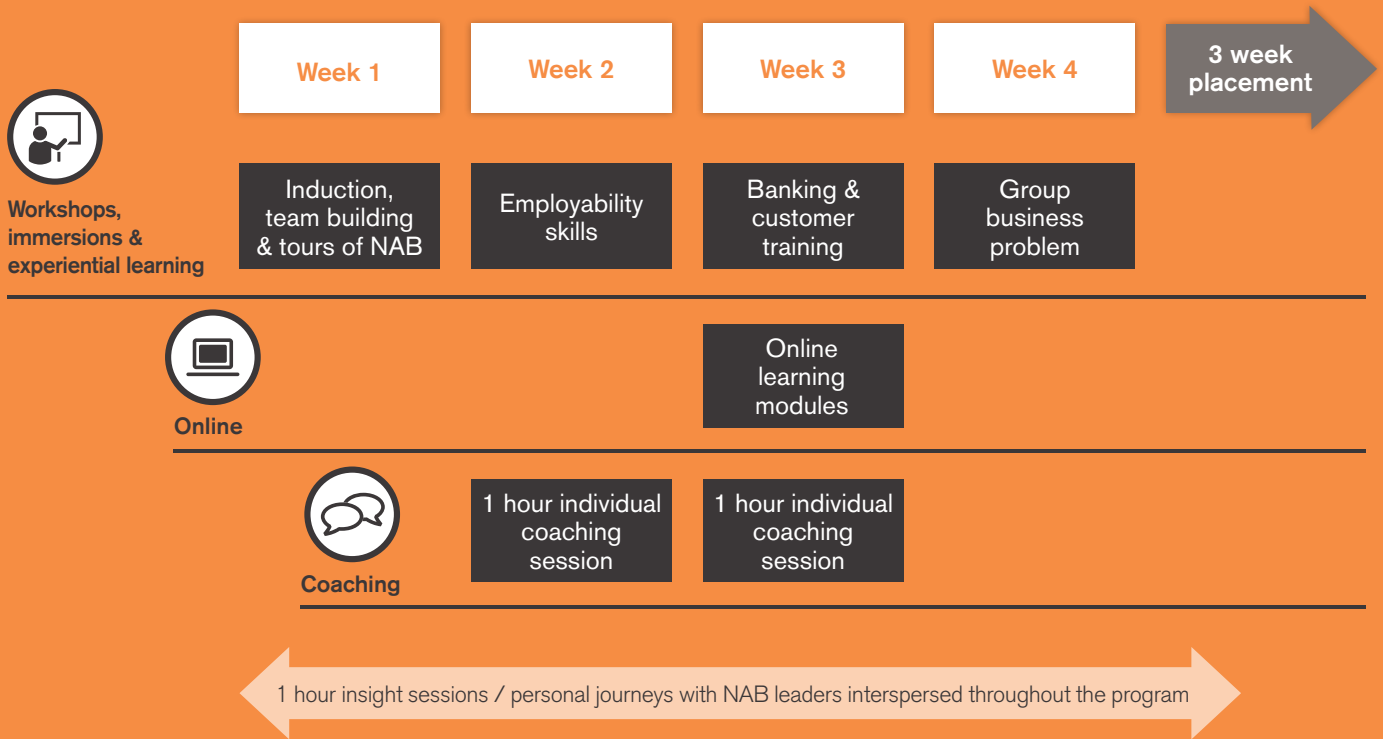 Week 1
Week 2
Week 3
Week 4
3 week
placement
Workshops,
immersions &
experiential learning
Induction,
team building
& tours of NAB
Employability
skills
Banking &
customer
training
Group
business
problem
Online
Online
learning
modules
Coaching
1 hour individual
coaching
session
1 hour individual
coaching
session
1 hour insight sessions / personal journeys with NAB leaders interspersed throughout the program